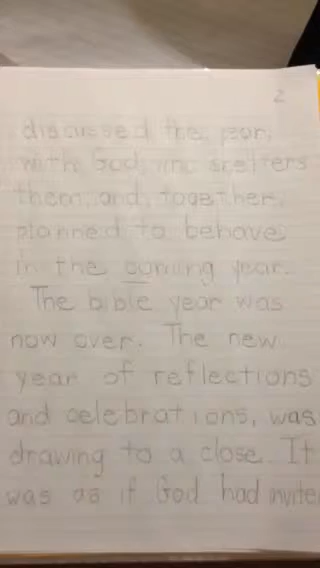 2
discussed the year,
with God, who shelters
them, and, together,
planned to behave
in the coming year.
The bible year was
now over. The new
year of reflections
and celebrations, was
drawing to a close. It
was as if God had invite